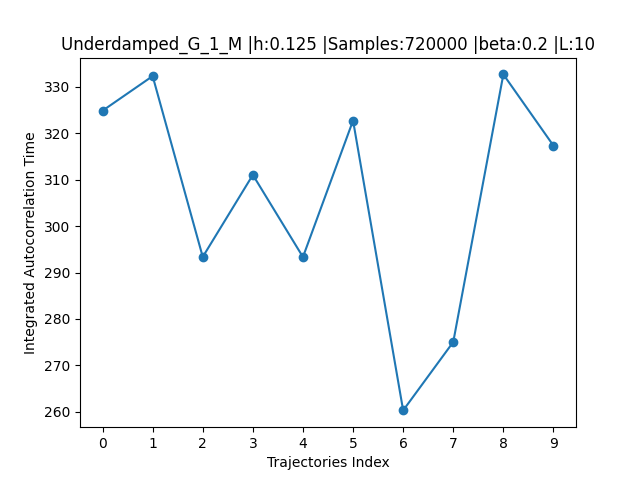 Underdamped_G_1_M |h:0.125 |Samples:720000 |beta:0.2 |L:10
Integrated Autocorrelation Time
330
320
310
300
290
280
270
260
0 1 2 3 4 5 6 7 8 9
Trajectories Index